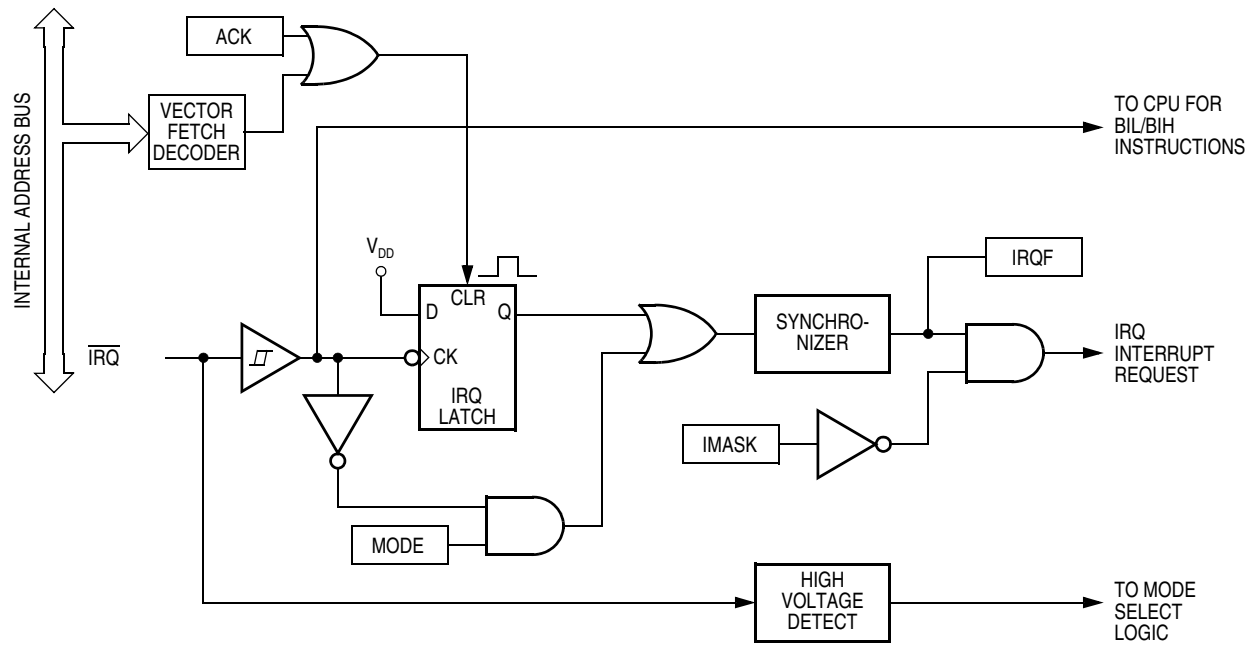 INTERNAL ADDRESS BUS
ACK
VECTOR
FETCH
DECODER
TO CPU FOR
BIL/BIH
INSTRUCTIONS
VDD
CLR
D
Q
CK
IRQ
LATCH
IRQ
SYNCHRO-
NIZER
IRQF
IRQ
INTERRUPT
REQUEST
IMASK
MODE
HIGH
VOLTAGE
DETECT
TO MODE
SELECT
LOGIC